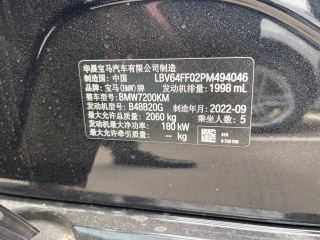 华晨宝马汽车有限公司制造
制造国：中国 LBV64FF02PM494046
品牌：宝马(BMW)牌 发动机排量：1998 mL
整车型号：BMW7200KM
发动机型号：B48B20G 制造年月：2022-09
最大允许总质量：2060 kg 乘坐人数：5
发动机最大净功率：180 kW
最大允许牵引质量：-- kg